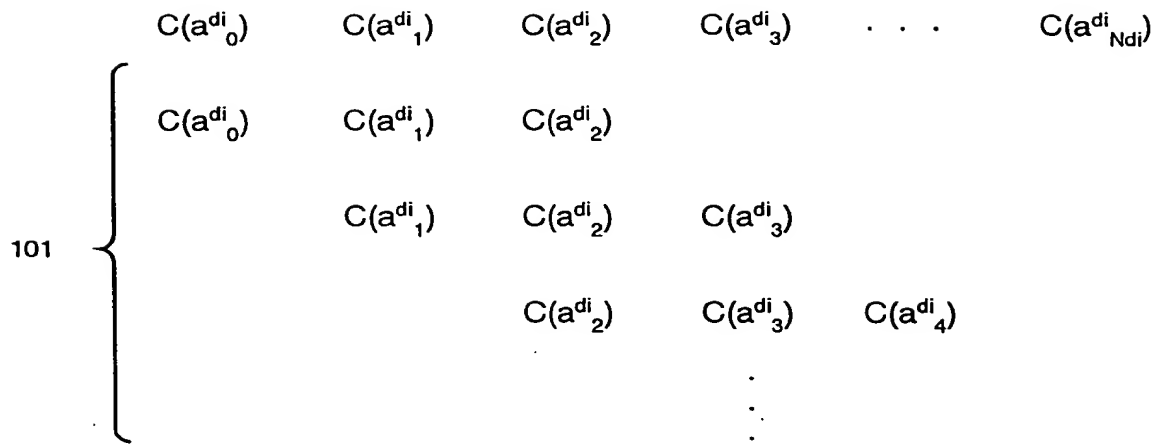 C(a^di_0) C(a^di_1) C(a^di_2) C(a^di_3) . . . C(a^di_Ndi)
C(a^di_0) C(a^di_1) C(a^di_2)
C(a^di_1) C(a^di_2) C(a^di_3)
101
C(a^di_2) C(a^di_3) C(a^di_4)
.
.
.